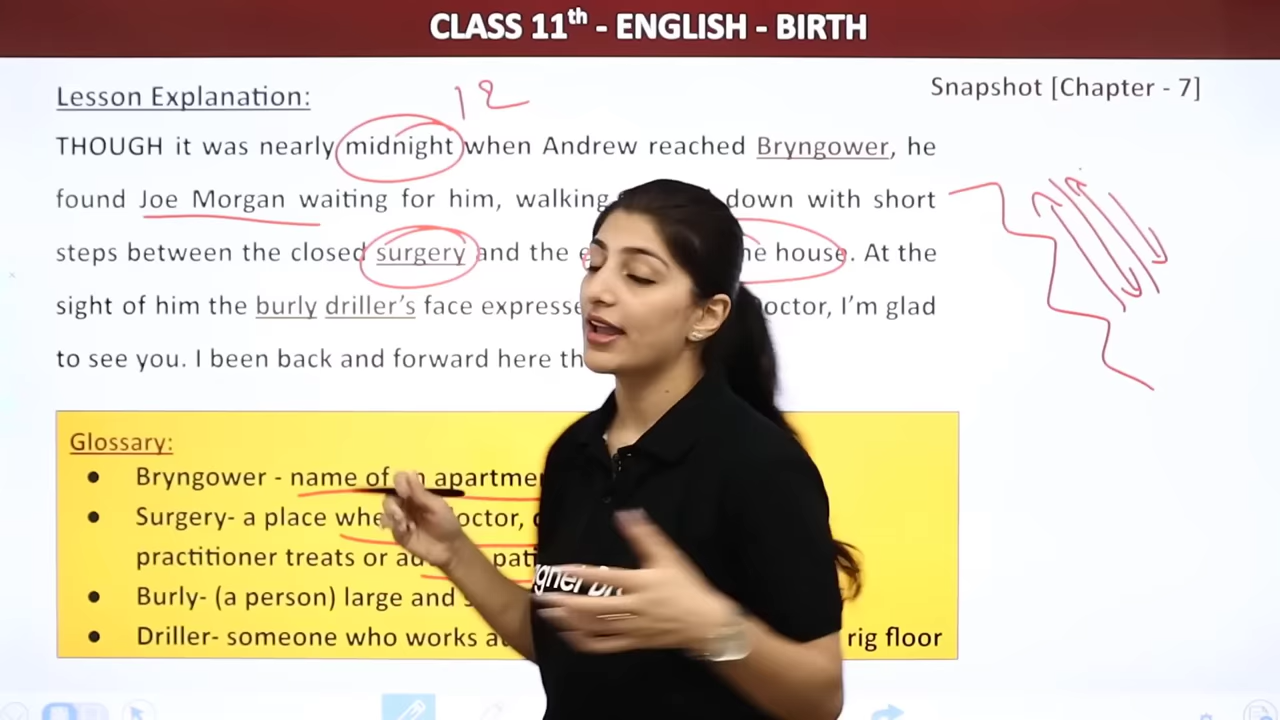 CLASS 11th - ENGLISH - BIRTH
Lesson Explanation:
12
Snapshot [Chapter - 7]
THOUGH it was nearly midnight when Andrew reached Bryngower, he
found Joe Morgan waiting for him, walking down with short
steps between the closed surgery and the house. At the
sight of him the burly driller's face I'm glad
to see you. I been back and forward here
Glossary:
Bryngower - name of apartme
Surgery- a place
practitioner treats or
Burly- (a person) large and
Driller- someone who works rig floor